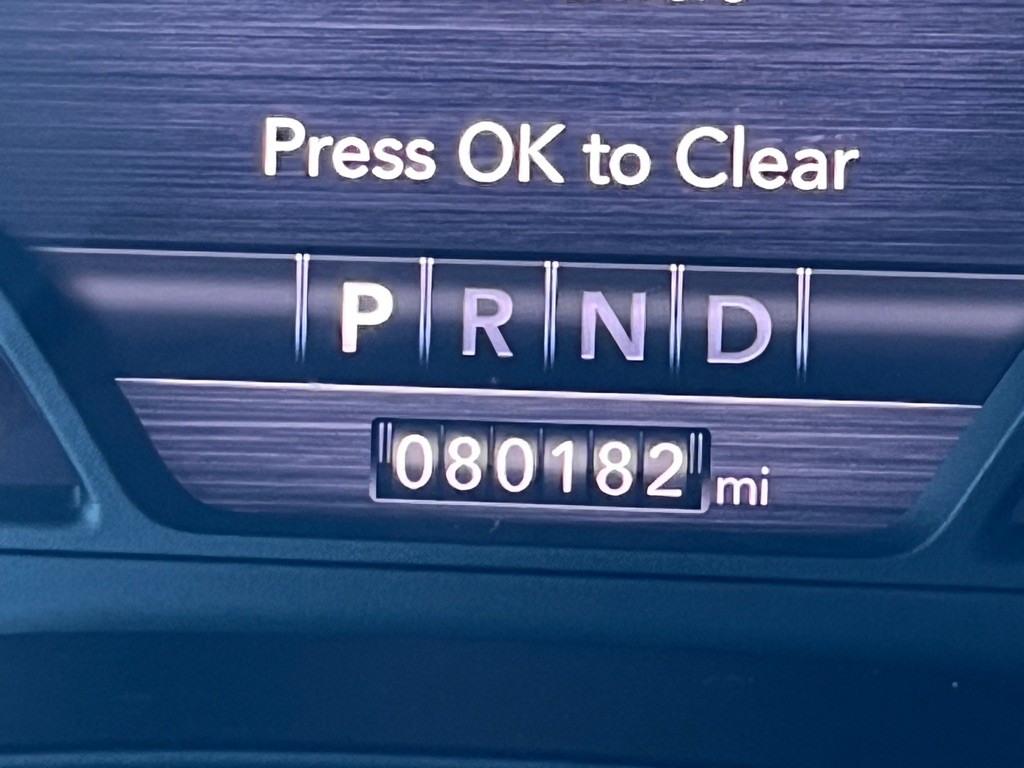 Press OK to Clear
P R N D
080182 mi